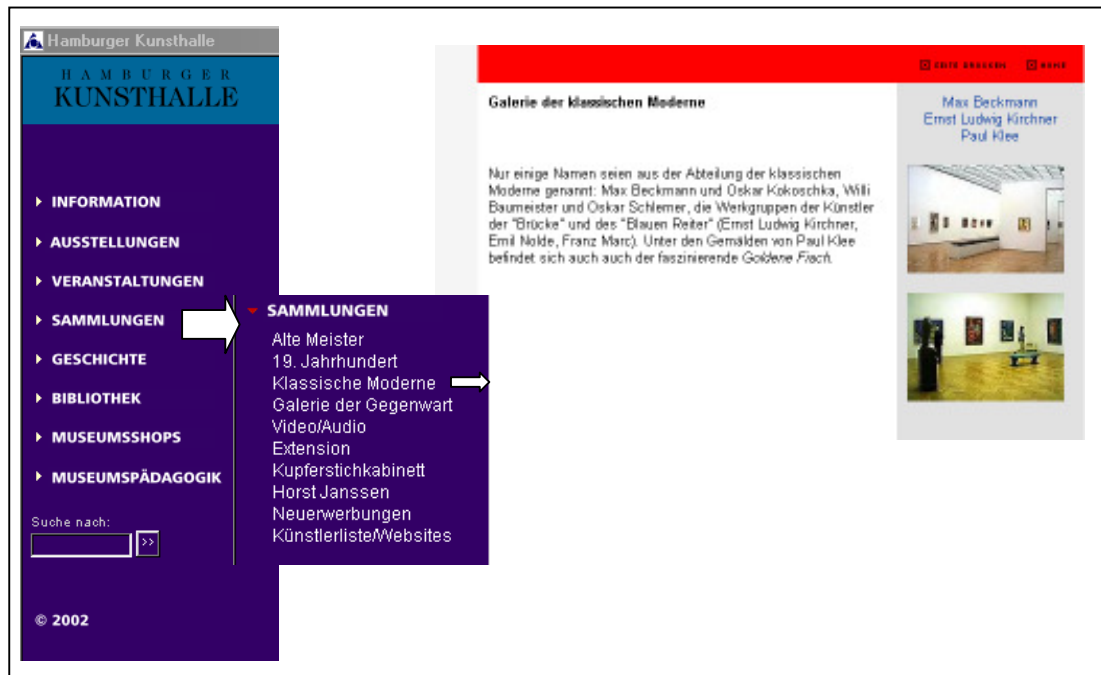 Hamburger Kunsthalle
HAMBURGER
KUNSTHALLE
INFORMATION
AUSSTELLUNGEN
VERANSTALTUNGEN
SAMMLUNGEN
GESCHICHTE
BIBLIOTHEK
MUSEUMSSHOPS
MUSEUMSPÄDAGOGIK
Suche nach:
>>
© 2002
SAMMLUNGEN
Alte Meister
19. Jahrhundert
Klassische Moderne
Galerie der Gegenwart
Video/Audio
Extension
Kupferstichkabinett
Horst Janssen
Neuerwerbungen
Künstlerliste/Websites
HOME
Galerie der klassischen Moderne
Nur einige Namen seien aus der Abteilung der klassischen
Moderne genannt: Max Beckmann und Oskar Kokoschka, Willi
Baumeister und Oskar Schlemer, die Werkgruppen der Künstler
der "Brücke" und des "Blauen Reiter" (Ernst Ludwig Kirchner,
Emil Nolde, Franz Marc). Unter den Gemälden von Paul Klee
befindet sich auch auch der faszinierende Goldene Fisch.
Max Beckmann
Ernst Ludwig Kirchner
Paul Klee